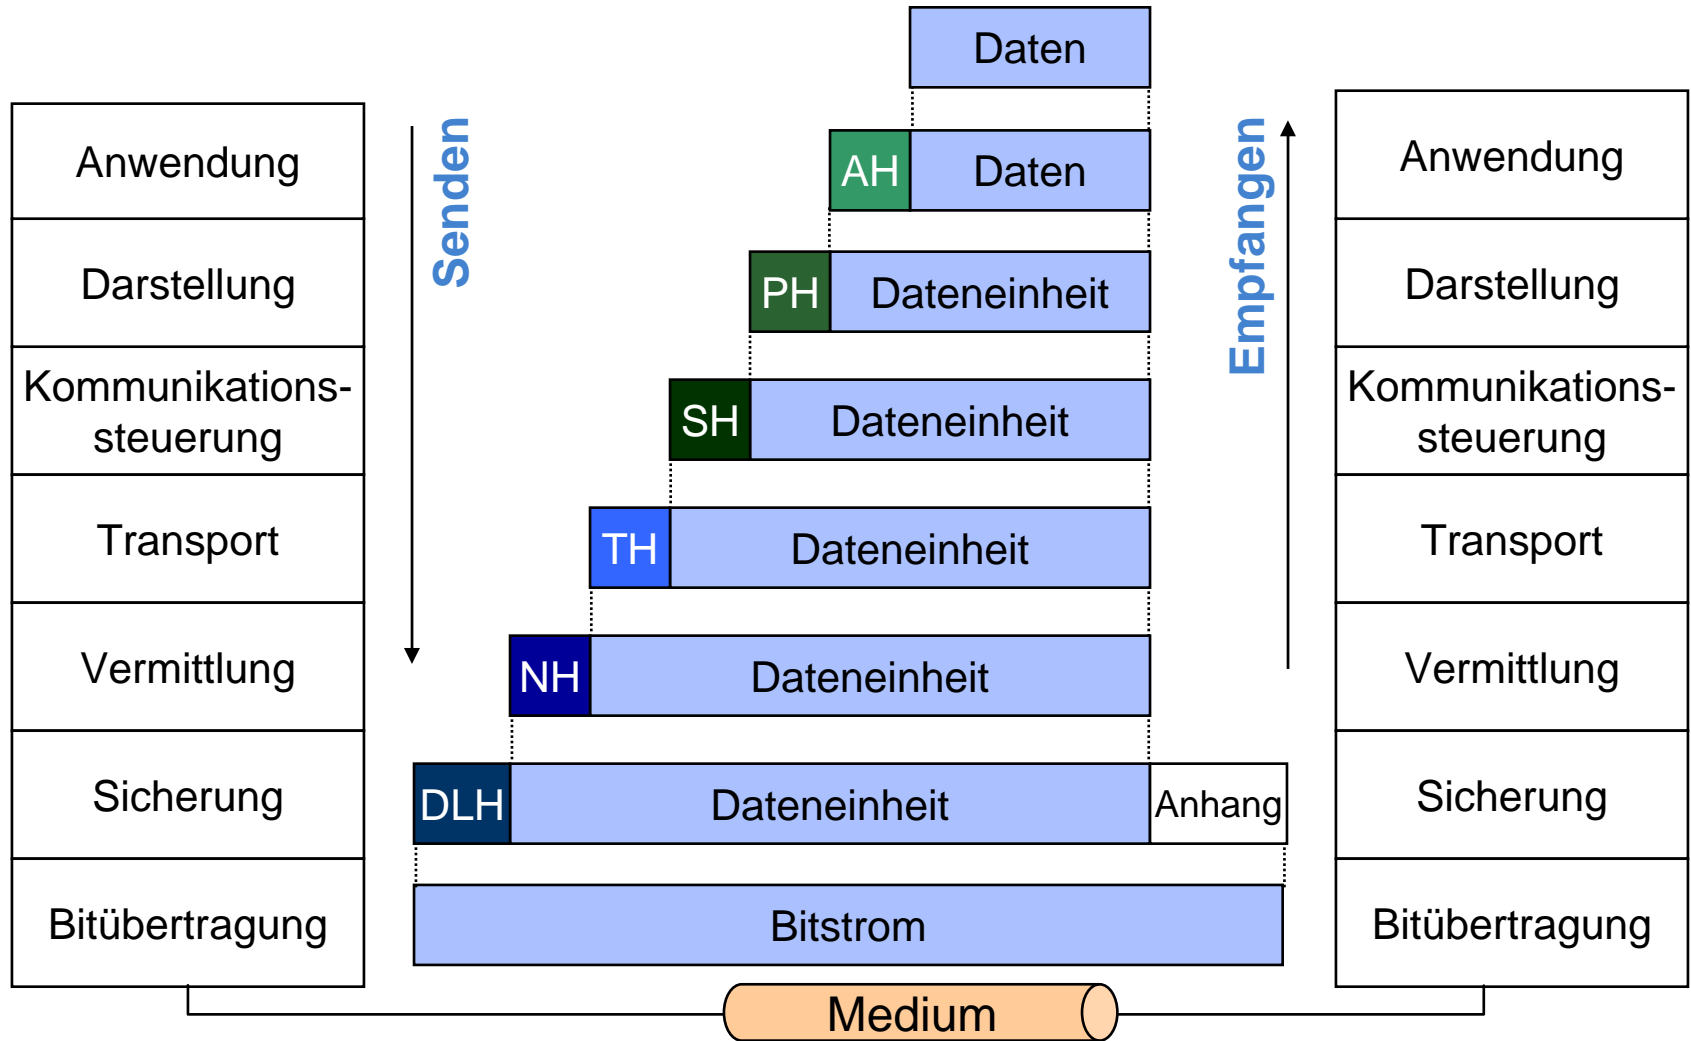 Daten
Anwendung
Senden
AH Daten
Empfangen
Anwendung
Darstellung
PH Dateneinheit
Darstellung
Kommunikations-
steuerung
SH Dateneinheit
Kommunikations-
steuerung
Transport
TH Dateneinheit
Transport
Vermittlung
NH Dateneinheit
Vermittlung
Sicherung
DLH Dateneinheit Anhang
Sicherung
Bitübertragung
Bitstrom
Bitübertragung
Medium